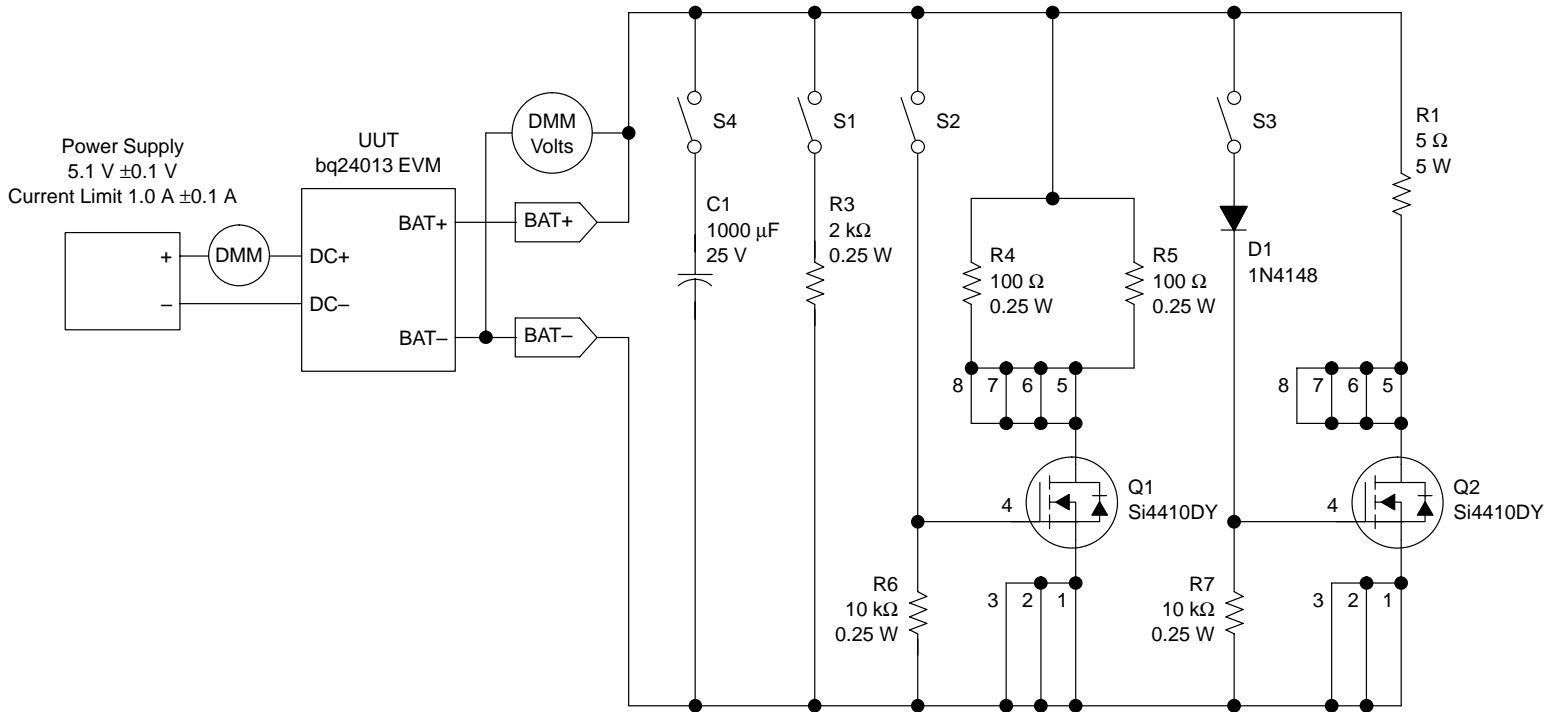 Power Supply
5.1 V ±0.1 V
Current Limit 1.0 A ±0.1 A
+
–
DMM
UUT
bq24013 EVM
DC+
DC–
BAT+
BAT–
DMM
Volts
BAT+
BAT–
S4
C1
1000 μF
25 V
S1
R3
2 kΩ
0.25 W
S2
R6
10 kΩ
0.25 W
R4
100 Ω
0.25 W
R5
100 Ω
0.25 W
8 7 6 5
4
Q1
Si4410DY
3 2 1
S3
D1
1N4148
R7
10 kΩ
0.25 W
R1
5 Ω
5 W
8 7 6 5
4
Q2
Si4410DY
3 2 1